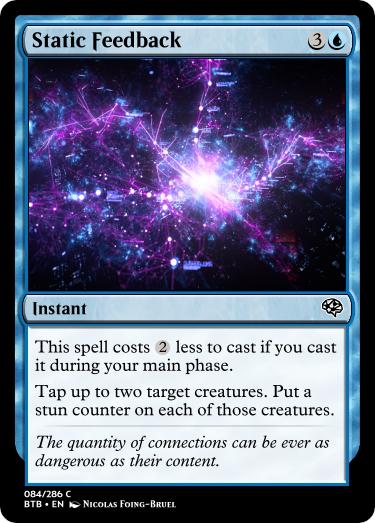 Static Feedback 3
Instant
This spell costs 2 less to cast if you cast
it during your main phase.
Tap up to two target creatures. Put a
stun counter on each of those creatures.
The quantity of connections can be ever as
dangerous as their content.
084/286 C
BTB • EN Nicolas Foing-Bruel